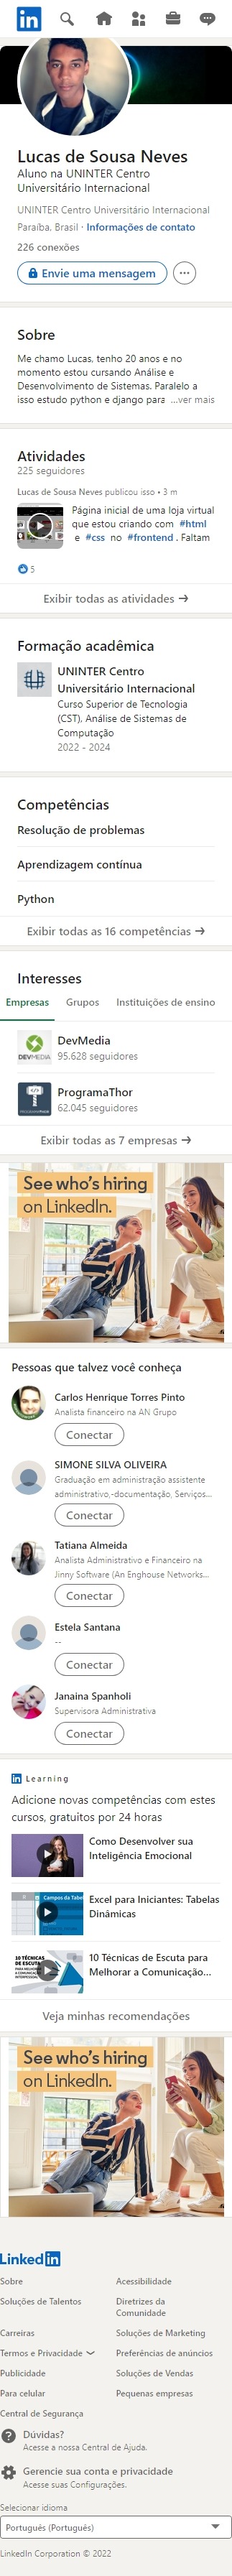 in
Lucas de Sousa Neves
Aluno na UNINTER Centro
Universitário Internacional
UNINTER Centro Universitário Internacional
Paraíba, Brasil · Informações de contato
226 conexões
Envie uma mensagem
Sobre
Me chamo Lucas, tenho 20 anos e no
momento estou cursando Análise e
Desenvolvimento de Sistemas. Paralelo a
isso estudo python e django para ...ver mais
Atividades
225 seguidores
Lucas de Sousa Neves publicou isso • 3 m
Página inicial de uma loja virtual
que estou criando com #html
e #css no #frontend . Faltam
5
Exibir todas as atividades →
Formação acadêmica
UNINTER Centro
Universitário Internacional
Curso Superior de Tecnologia
(CST), Análise de Sistemas de
Computação
2022 - 2024
Competências
Resolução de problemas
Aprendizagem contínua
Python
Exibir todas as 16 competências →
Interesses
Empresas Grupos Instituições de ensino
DEVMEDIA
DevMedia
95.628 seguidores
ProgramaThor
62.045 seguidores
Exibir todas as 7 empresas →
See who's hiring
on LinkedIn.
Pessoas que talvez você conheça
Carlos Henrique Torres Pinto
Analista financeiro na AN Grupo
Conectar
SIMONE SILVA OLIVEIRA
Graduação em administração assistente
administrativo,-documentação, Serviços...
Conectar
Tatiana Almeida
Analista Administrativo e Financeiro na
Jinny Software (An Enghouse Networks...
Conectar
Estela Santana
--
Conectar
Janaina Spanholi
Supervisora Administrativa
Conectar
in Learning
Adicione novas competências com estes
cursos, gratuitos por 24 horas
Como Desenvolver sua
Inteligência Emocional
Campos da Tabel
Excel para Iniciantes: Tabelas
Dinâmicas
10 TÉCNICAS
DE ESCUTA
10 Técnicas de Escuta para
Melhorar a Comunicação...
Veja minhas recomendações
See who's hiring
on LinkedIn.
Linked in
Sobre
Acessibilidade
Soluções de Talentos
Diretrizes da
Comunidade
Carreiras
Soluções de Marketing
Termos e Privacidade
Preferências de anúncios
Publicidade
Soluções de Vendas
Para celular
Pequenas empresas
Central de Segurança
Dúvidas?
Acesse a nossa Central de Ajuda.
Gerencie sua conta e privacidade
Acesse suas Configurações.
Selecionar idioma
Português (Português)
LinkedIn Corporation © 2022